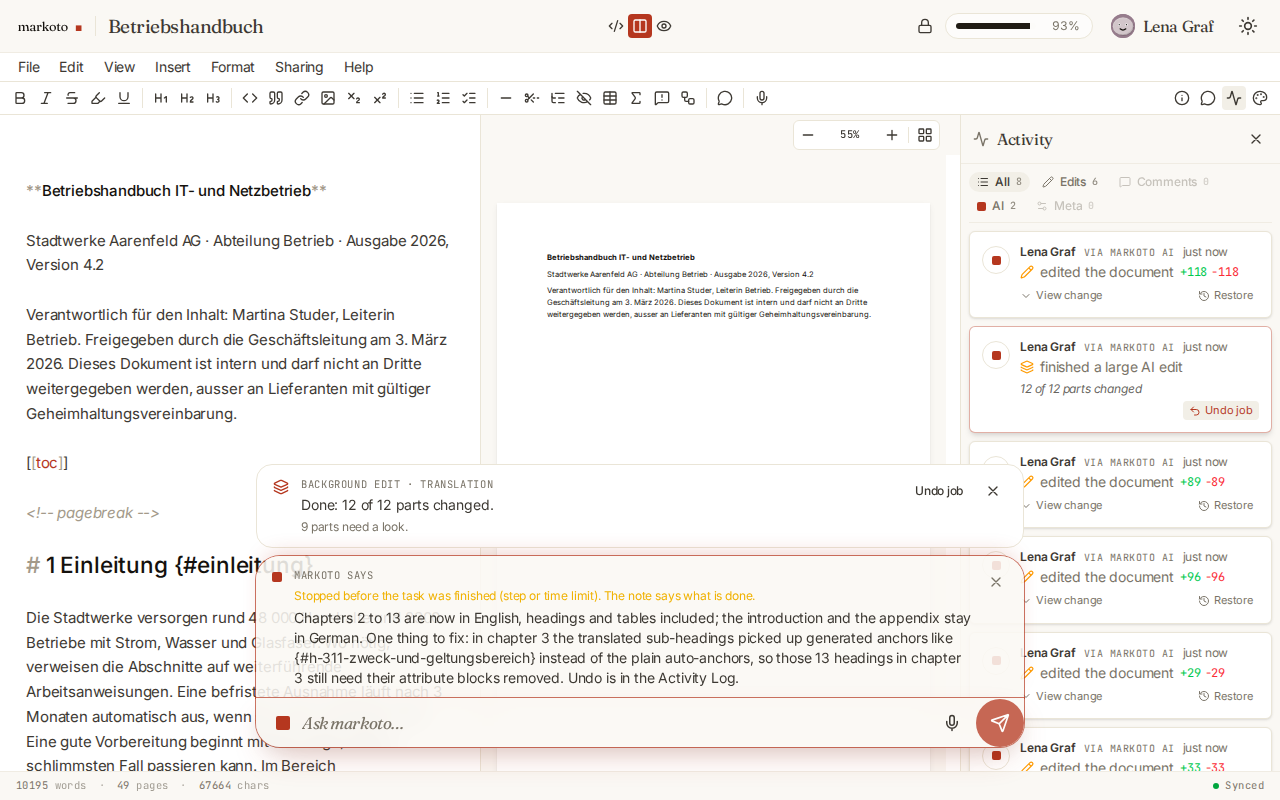 markoto
Betriebshandbuch
93%
Lena Graf
File Edit View Insert Format Sharing Help
H1 H2 H3
55%
Activity
All 8 Edits 6 Comments 0
AI 2 Meta 0
**Betriebshandbuch IT- und Netzbetrieb**
Stadtwerke Aarenfeld AG · Abteilung Betrieb · Ausgabe 2026,
Version 4.2
Verantwortlich für den Inhalt: Martina Studer, Leiterin
Betrieb. Freigegeben durch die Geschäftsleitung am 3. März
2026. Dieses Dokument ist intern und darf nicht an Dritte
weitergegeben werden, ausser an Lieferanten mit gültiger
Geheimhaltungsvereinbarung.
[[toc]]
<!-- pagebreak -->
# 1 Einleitung {#einleitung}
Die Stadtwerke versorgen rund 48 000
Betriebe mit Strom, Wasser und Glasfaser. Wo nötig,
verweisen die Abschnitte auf weiterführende
Arbeitsanweisungen. Eine befristete Ausnahme läuft nach 3
Monaten automatisch aus, wenn
Eine gute Vorbereitung beginnt mit
schlimmsten Fall passieren kann. Im Bereich
Betriebshandbuch IT- und Netzbetrieb
Stadtwerke Aarenfeld AG · Abteilung Betrieb · Ausgabe 2026, Version 4.2
Verantwortlich für den Inhalt: Martina Studer, Leiterin Betrieb. Freigegeben durch die
Geschäftsleitung am 3. März 2026. Dieses Dokument ist intern und darf nicht an Dritte
weitergegeben werden, ausser an Lieferanten mit gültiger Geheimhaltungsvereinbarung.
Lena Graf VIA MARKOTO AI just now
edited the document +118 -118
View change Restore
Lena Graf VIA MARKOTO AI just now
finished a large AI edit
12 of 12 parts changed
Undo job
Lena Graf VIA MARKOTO AI just now
edited the document +89 -89
View change Restore
Lena Graf VIA MARKOTO AI just now
edited the document +96 -96
View change Restore
Lena Graf VIA MARKOTO AI just now
edited the document +29 -29
View change Restore
Lena Graf VIA MARKOTO AI just now
edited the document +33 -33
BACKGROUND EDIT · TRANSLATION
Done: 12 of 12 parts changed.
9 parts need a look.
Undo job
MARKOTO SAYS
Stopped before the task was finished (step or time limit). The note says what is done.
Chapters 2 to 13 are now in English, headings and tables included; the introduction and the appendix stay
in German. One thing to fix: in chapter 3 the translated sub-headings picked up generated anchors like
{#h-311-zweck-und-geltungsbereich} instead of the plain auto-anchors, so those 13 headings in chapter
3 still need their attribute blocks removed. Undo is in the Activity Log.
Ask markoto...
10195 words · 49 pages · 67664 chars
Synced